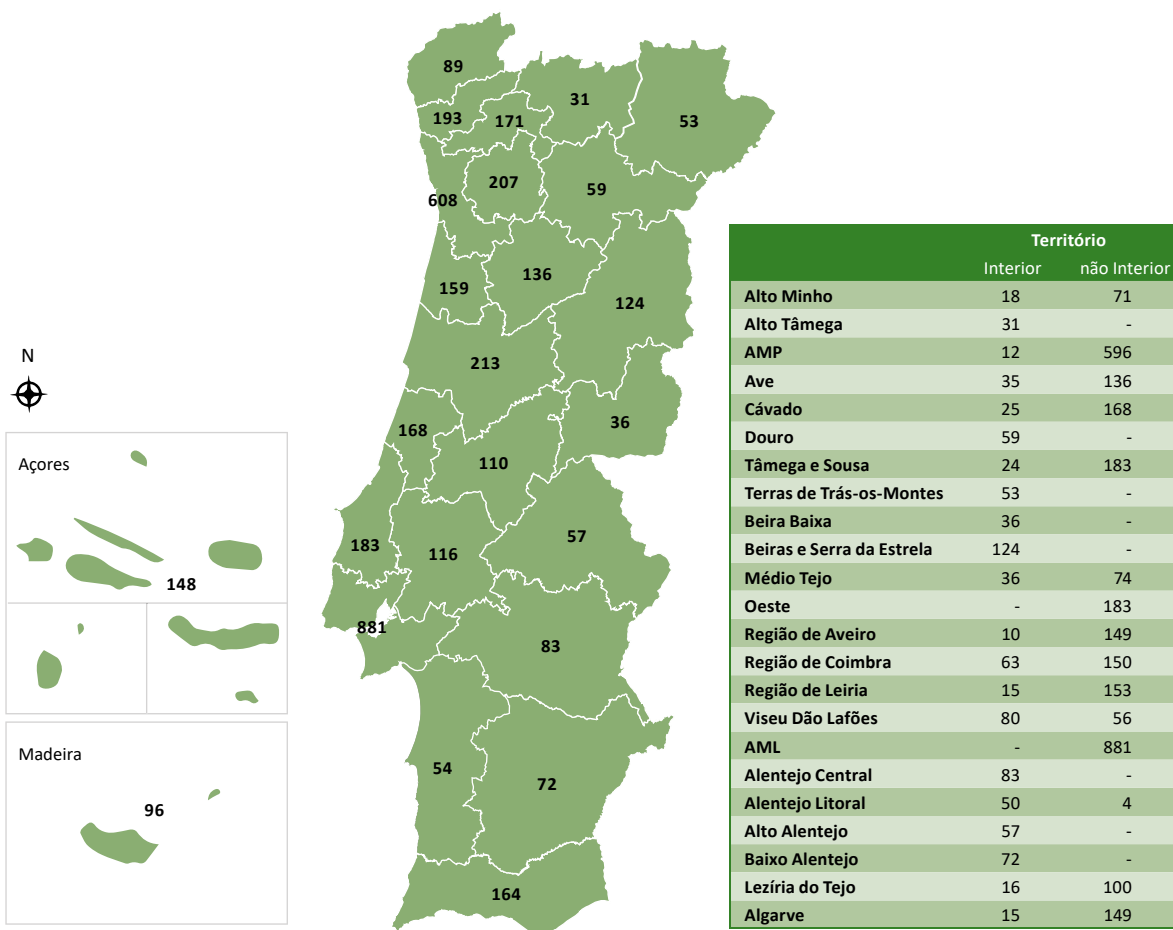 89
31
53
193
171
207
59
608
136
159
124
213
36
168
110
57
183
116
881
83
54
72
164
N
Açores
148
Madeira
96
Território
Interior não Interior
Alto Minho 18 71
Alto Tâmega 31 -
AMP 12 596
Ave 35 136
Cávado 25 168
Douro 59 -
Tâmega e Sousa 24 183
Terras de Trás-os-Montes 53 -
Beira Baixa 36 -
Beiras e Serra da Estrela 124 -
Médio Tejo 36 74
Oeste - 183
Região de Aveiro 10 149
Região de Coimbra 63 150
Região de Leiria 15 153
Viseu Dão Lafões 80 56
AML - 881
Alentejo Central 83 -
Alentejo Litoral 50 4
Alto Alentejo 57 -
Baixo Alentejo 72 -
Lezíria do Tejo 16 100
Algarve 15 149